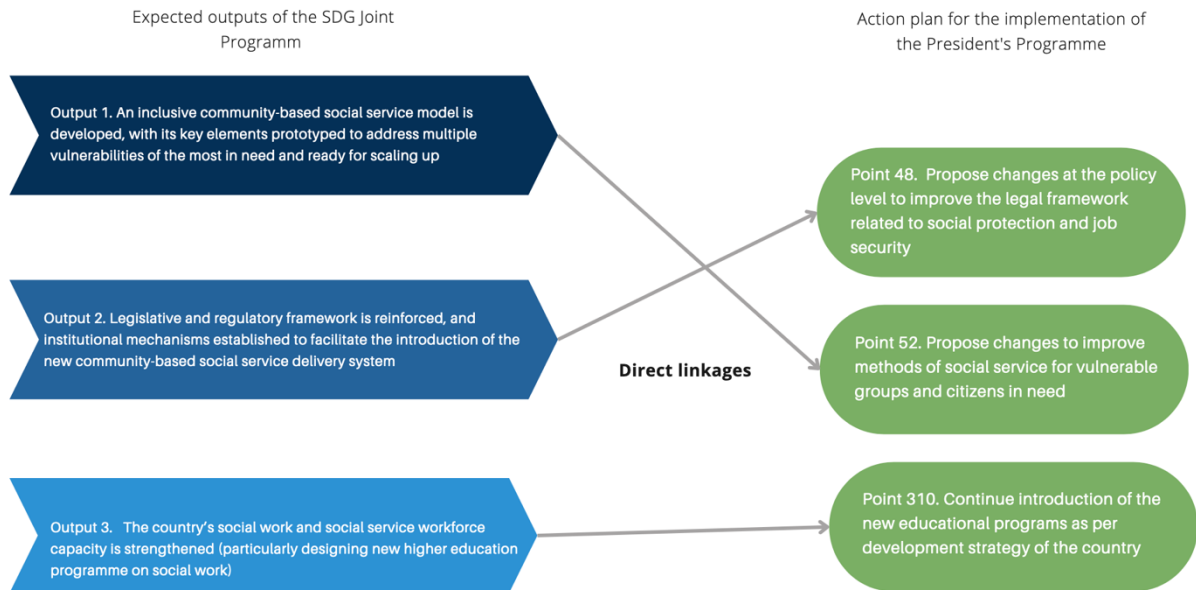 Expected outputs of the SDG Joint
Programm
Action plan for the implementation of
the President's Programme
Output 1. An inclusive community-based social service model is
developed, with its key elements prototyped to address multiple
vulnerabilities of the most in need and ready for scaling up
Point 48.  Propose changes at the policy
level to improve the legal framework
related to social protection and job
security
Output 2. Legislative and regulatory framework is reinforced, and
institutional mechanisms established to facilitate the introduction of the
new community-based social service delivery system
Direct linkages
Point 52. Propose changes to improve
methods of social service for vulnerable
groups and citizens in need
Output 3.   The country's social work and social service workforce
capacity is strengthened (particularly designing new higher education
programme on social work)
Point 310. Continue introduction of the
new educational programs as per
development strategy of the country